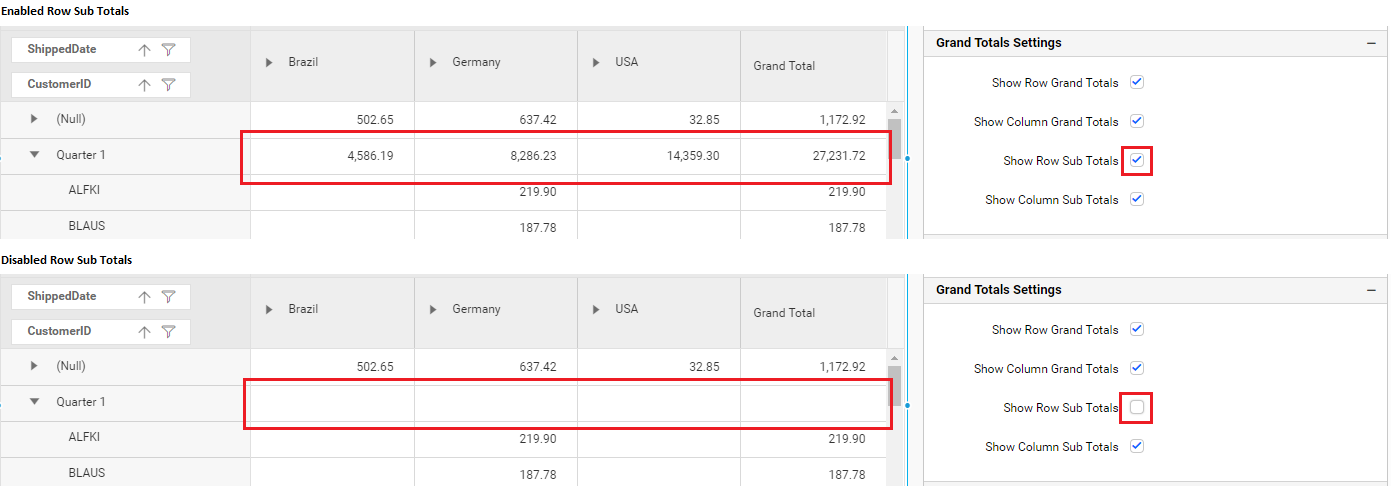 Enabled Row Sub Totals
ShippedDate
CustomerID
Brazil Germany USA Grand Total
(Null) 502.65 637.42 32.85 1,172.92
Quarter 1 4,586.19 8,286.23 14,359.30 27,231.72
ALFKI 219.90 219.90
BLAUS 187.78 187.78
Grand Totals Settings
Show Row Grand Totals
Show Column Grand Totals
Show Row Sub Totals
Show Column Sub Totals
Disabled Row Sub Totals
ShippedDate
CustomerID
Brazil Germany USA Grand Total
(Null) 502.65 637.42 32.85 1,172.92
Quarter 1
ALFKI 219.90 219.90
BLAUS 187.78 187.78
Grand Totals Settings
Show Row Grand Totals
Show Column Grand Totals
Show Row Sub Totals
Show Column Sub Totals